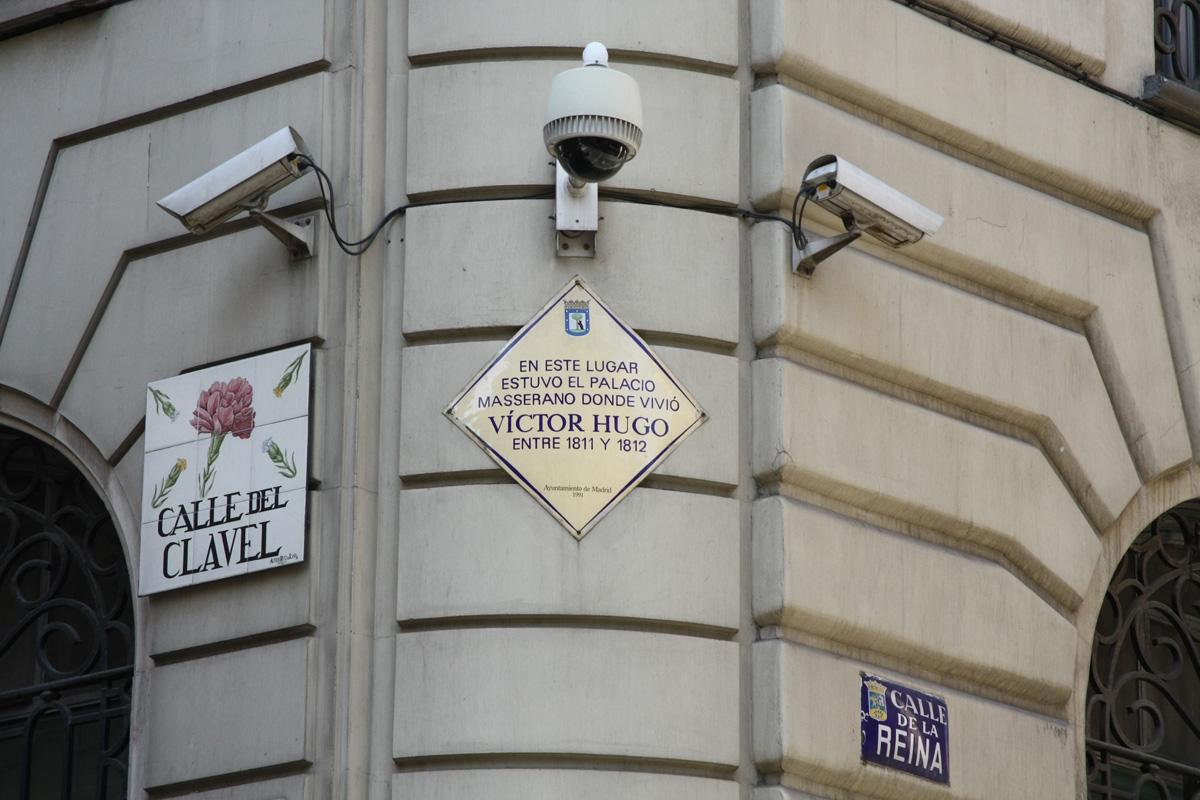 EN ESTE LUGAR
ESTUVO EL PALACIO
MASSERANO DONDE VIVIÓ
VÍCTOR HUGO
ENTRE 1811 Y 1812
Ayuntamiento de Madrid
1991
CALLE DEL
CLAVEL
CALLE
DE LA
REINA